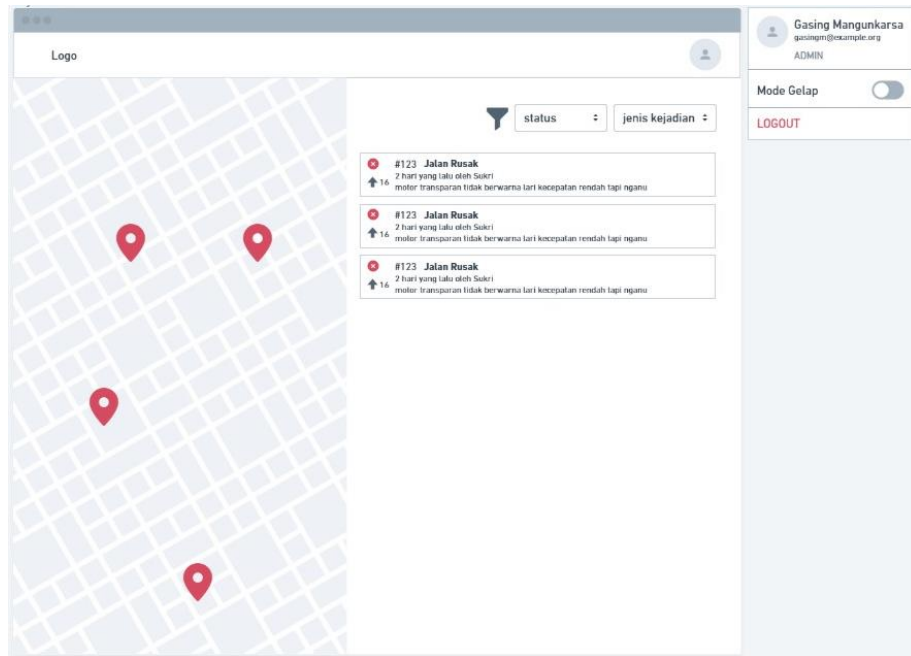 Logo
status
jenis kejadian
#123 Jalan Rusak
2 hari yang lalu oleh Sukri
16
motor transparan tidak berwarna lari kecepatan rendah tapi nganu
#123 Jalan Rusak
2 hari yang lalu oleh Sukri
16
motor transparan tidak berwarna lari kecepatan rendah tapi nganu
#123 Jalan Rusak
2 hari yang lalu oleh Sukri
16
motor transparan tidak berwarna lari kecepatan rendah tapi nganu
Gasing Mangunkarsa
gasingm@example.org
ADMIN
Mode Gelap
LOGOUT